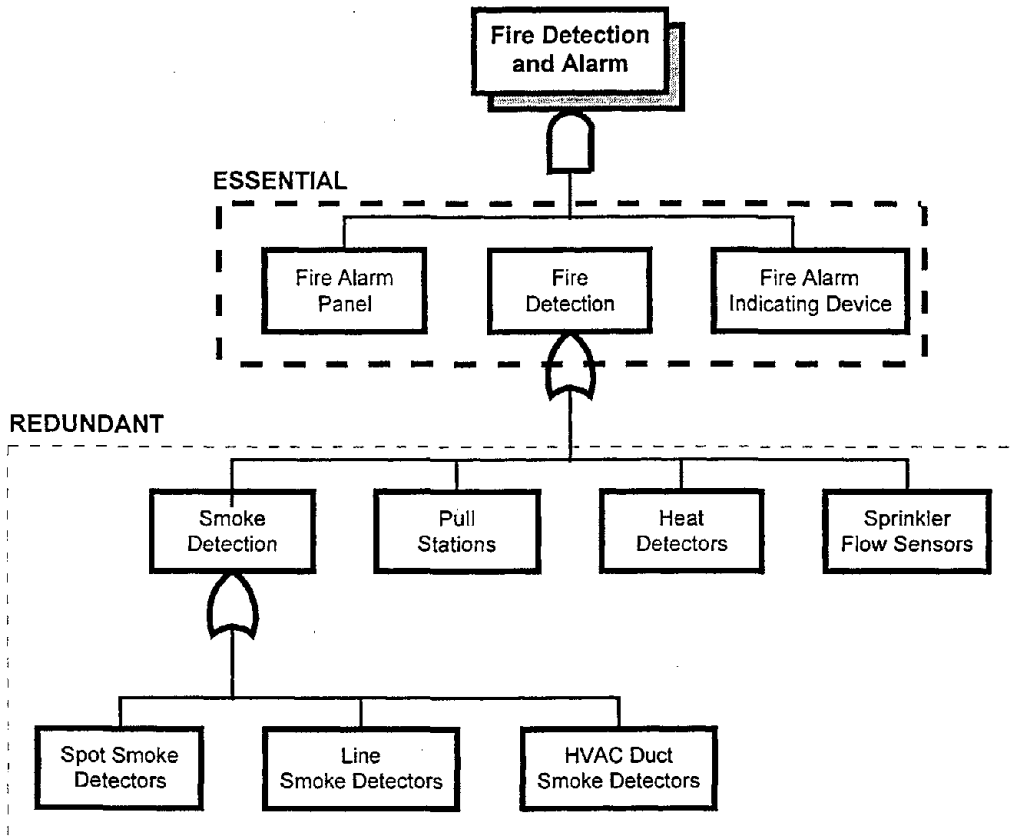 Fire Detection
and Alarm
ESSENTIAL
Fire Alarm
Panel
Fire
Detection
Fire Alarm
Indicating Device
REDUNDANT
Smoke
Detection
Pull
Stations
Heat
Detectors
Sprinkler
Flow Sensors
Spot Smoke
Detectors
Line
Smoke Detectors
HVAC Duct
Smoke Detectors